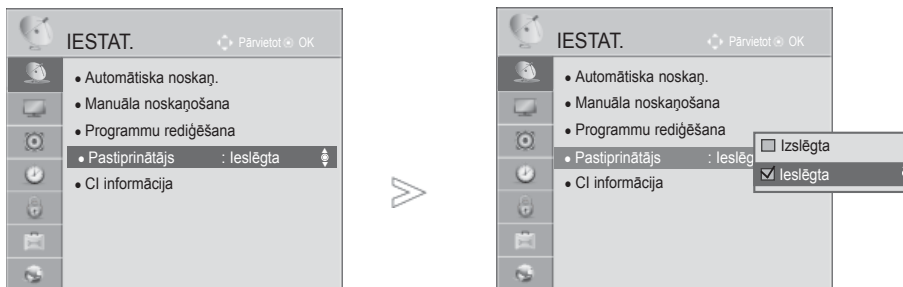 IESTAT.
Pārvietot OK
• Automātiska noskaņ.
• Manuāla noskaņošana
• Programmu rediģēšana
• Pastiprinātājs : Ieslēgta
• CI informācija
IESTAT.
Pārvietot OK
• Automātiska noskaņ.
• Manuāla noskaņošana
• Programmu rediģēšana
• Pastiprinātājs : Ieslēg
• CI informācija
Izslēgta
Ieslēgta